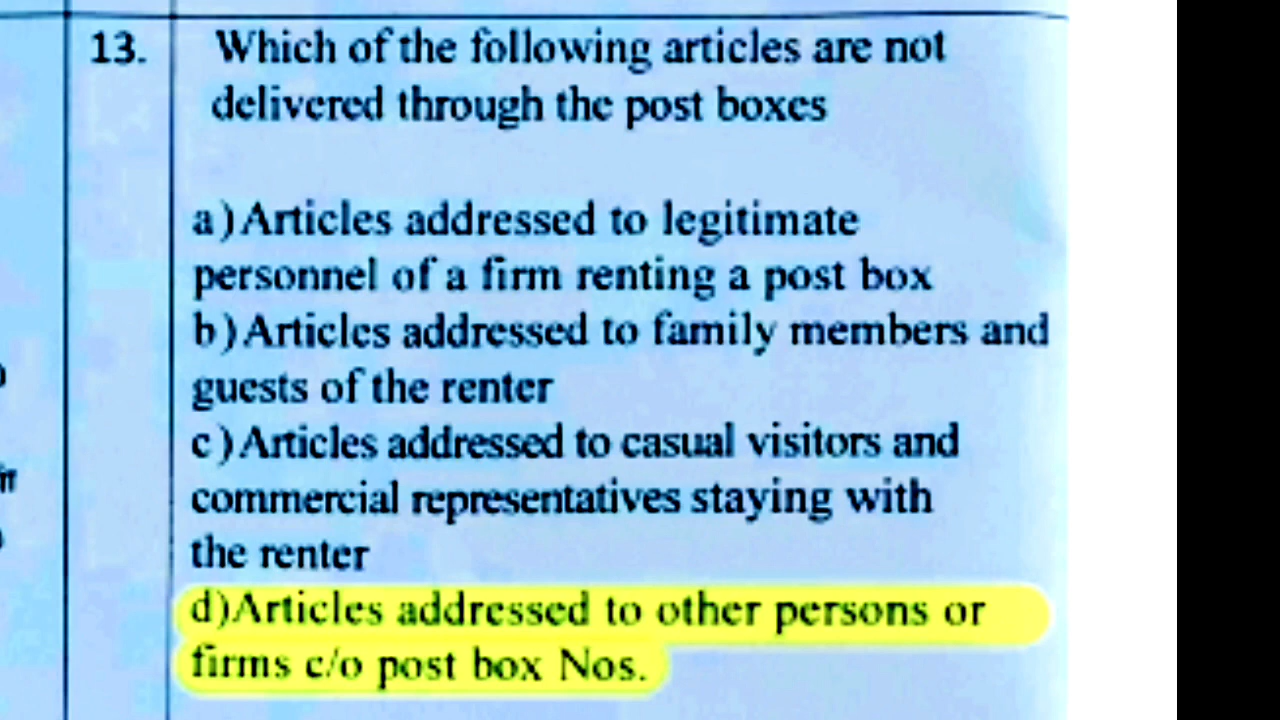 13. Which of the following articles are not
delivered through the post boxes
a)Articles addressed to legitimate
personnel of a firm renting a post box
b)Articles addressed to family members and
guests of the renter
c)Articles addressed to casual visitors and
commercial representatives staying with
the renter
d)Articles addressed to other persons or
firms c/o post box Nos.